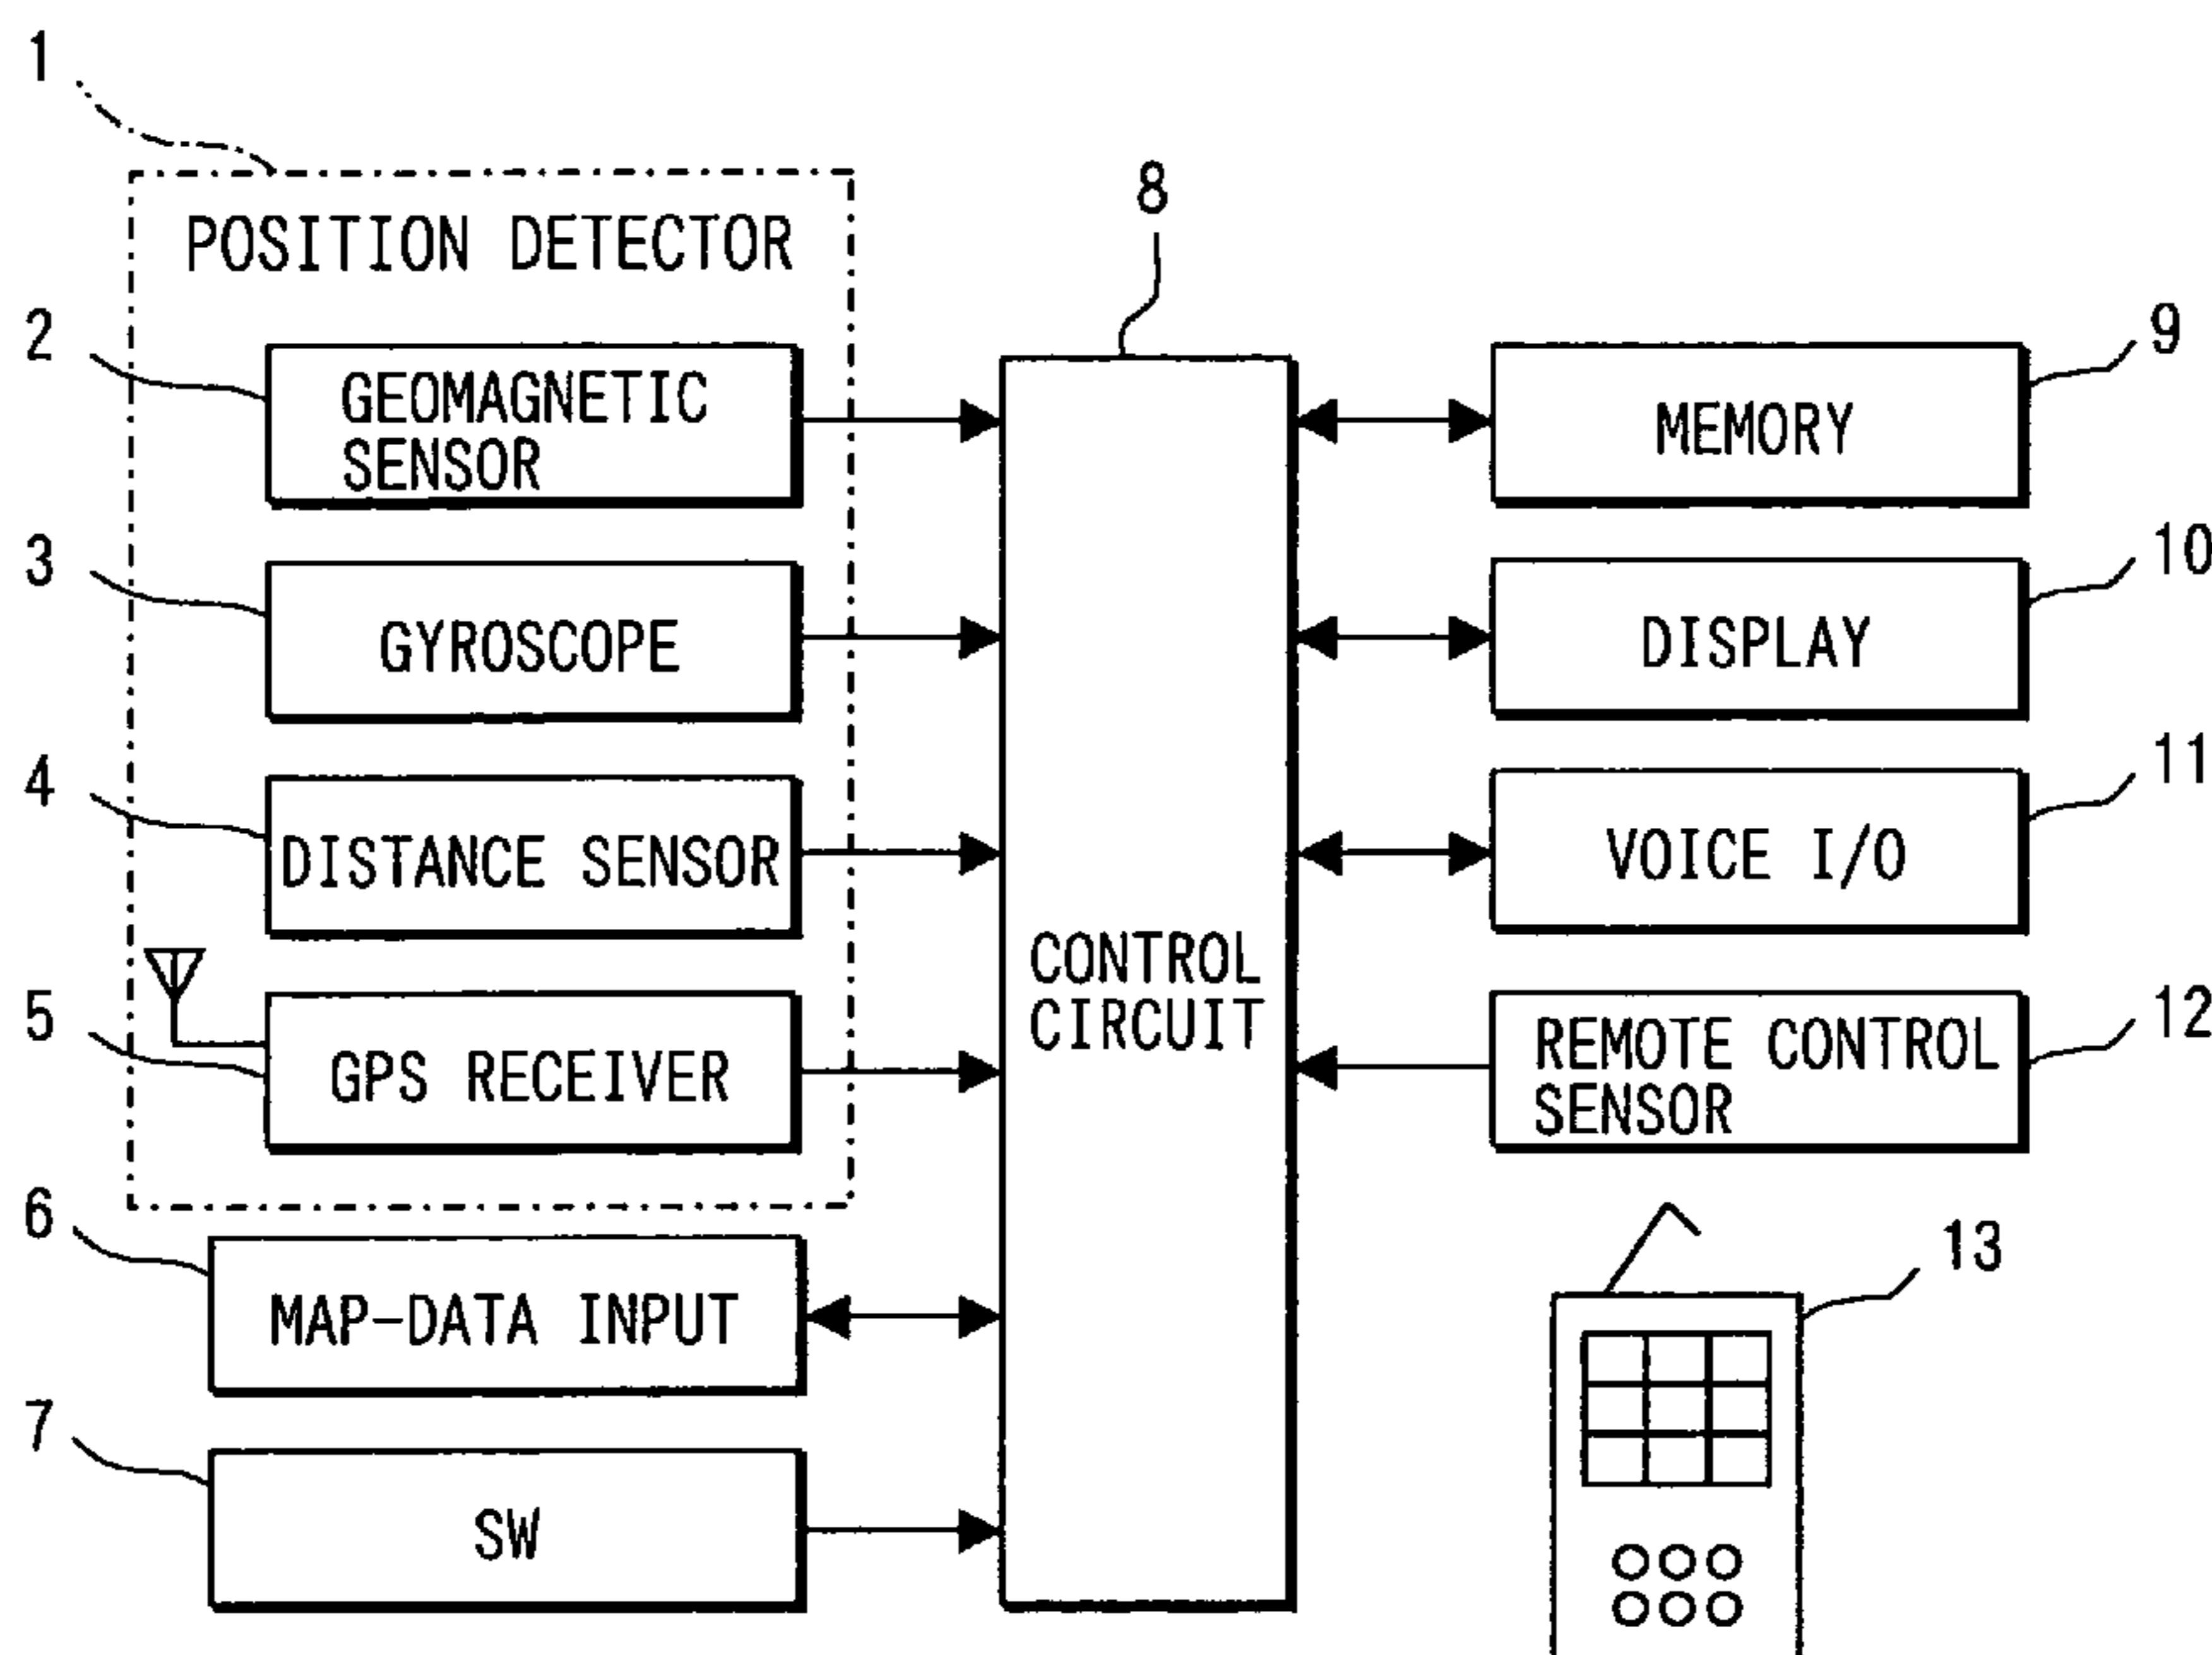 1
POSITION DETECTOR
2
GEOMAGNETIC
SENSOR
3
GYROSCOPE
4
DISTANCE SENSOR
5
GPS RECEIVER
6
MAP-DATA INPUT
7
SW
8
CONTROL
CIRCUIT
9
MEMORY
10
DISPLAY
11
VOICE I/O
12
REMOTE CONTROL
SENSOR
13